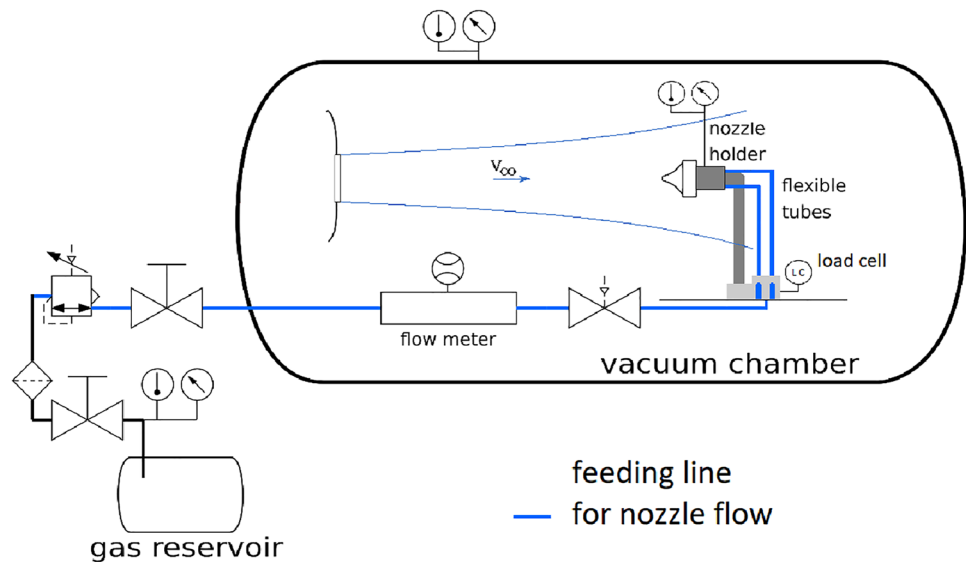 nozzle
holder
V∞
flexible
tubes
load cell
LC
flow meter
vacuum chamber
gas reservoir
feeding line
for nozzle flow